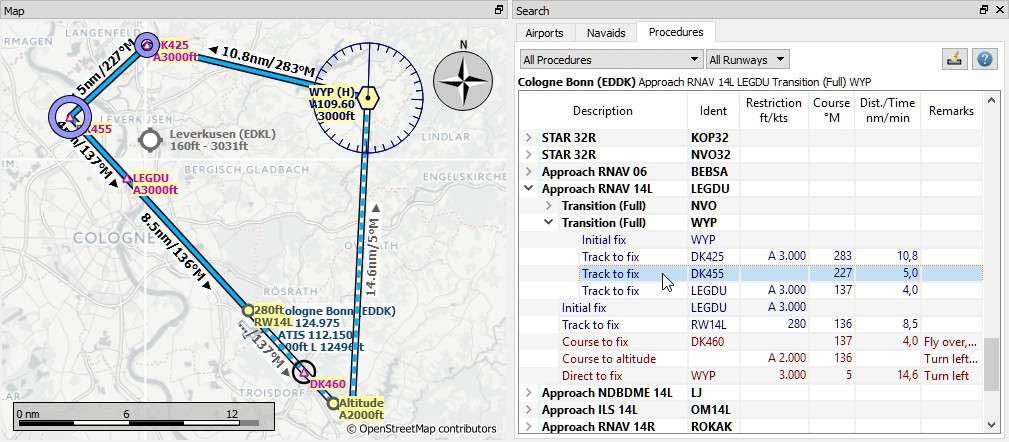 Map
RMAGEN
LANGENFELD
DK425
A3000ft
10.8nm/283°M
5nm/227°M
WYP (H)
109.60
3000ft
N
DK455
LEVERKUSEN
Leverkusen (EDKL)
160ft - 3031ft
LINDLAR
/137°M
LEGDU
A3000ft
BERGISCH GLADBACH
ENGELSKIRCHEN
8.5nm/136°M
COLOGNE
14.6nm/5°M
RÖSRATH
280ft
ologne Bonn (EDDK)
RW14L
124.975
ATIS 112.150
00ft L 12496ft
/137°M
DK460
TROISDORF
Altitude
A2000ft
0 nm 6 12
© OpenStreetMap contributors
Search
Airports Navaids Procedures
All Procedures All Runways
Cologne Bonn (EDDK) Approach RNAV 14L LEGDU Transition (Full) WYP
Description Ident Restriction ft/kts Course °M Dist./Time nm/min Remarks
STAR 32R KOP32
STAR 32R NVO32
Approach RNAV 06 BEBSA
Approach RNAV 14L LEGDU
Transition (Full) NVO
Transition (Full) WYP
Initial fix WYP
Track to fix DK425 A 3.000 283 10,8
Track to fix DK455 227 5,0
Track to fix LEGDU A 3.000 137 4,0
Initial fix LEGDU A 3.000
Track to fix RW14L 280 136 8,5
Course to fix DK460 137 4,0 Fly over,...
Course to altitude A 2.000 136 Turn left...
Direct to fix WYP 3.000 5 14,6 Turn left
Approach NDBDME 14L LJ
Approach ILS 14L OM14L
Approach RNAV 14R ROKAK